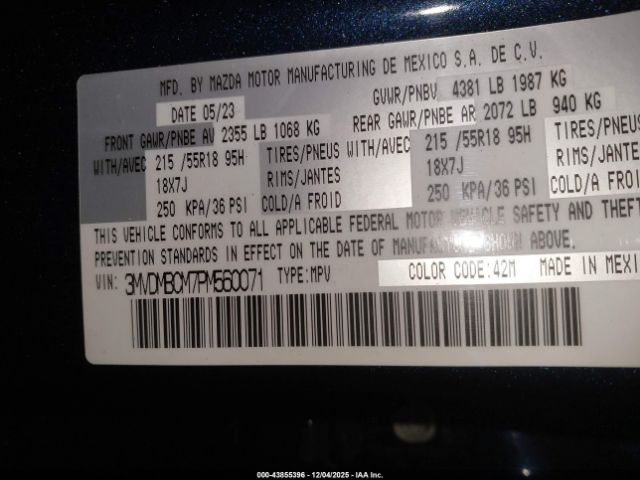 MFD. BY MAZDA MOTOR MANUFACTURING DE MEXICO S.A. DE C.V.
DATE 05/23 GVWR/PNBV 4381 LB 1987 KG
FRONT GAWR/PNBE AV 2355 LB 1068 KG REAR GAWR/PNBE AR 2072 LB 940 KG
WITH/AVEC 215 /55R18 95H TIRES/PNEUS WITH/AVEC 215 /55R18 95H TIRES/PNEUS
18X7J RIMS/JANTES 18X7J RIMS/JANTES
250 KPA/36 PSI COLD/A FROID 250 KPA/36 PSI COLD/A FROID
THIS VEHICLE CONFORMS TO ALL APPLICABLE FEDERAL MOTOR VEHICLE SAFETY AND THEFT
PREVENTION STANDARDS IN EFFECT ON THE DATE OF MANUFACTURE SHOWN ABOVE.
VIN: 3MVDMBCM7PM560071 TYPE:MPV COLOR CODE:42M MADE IN MEXI
000-43855396 - 12/04/2025 - IAA Inc.